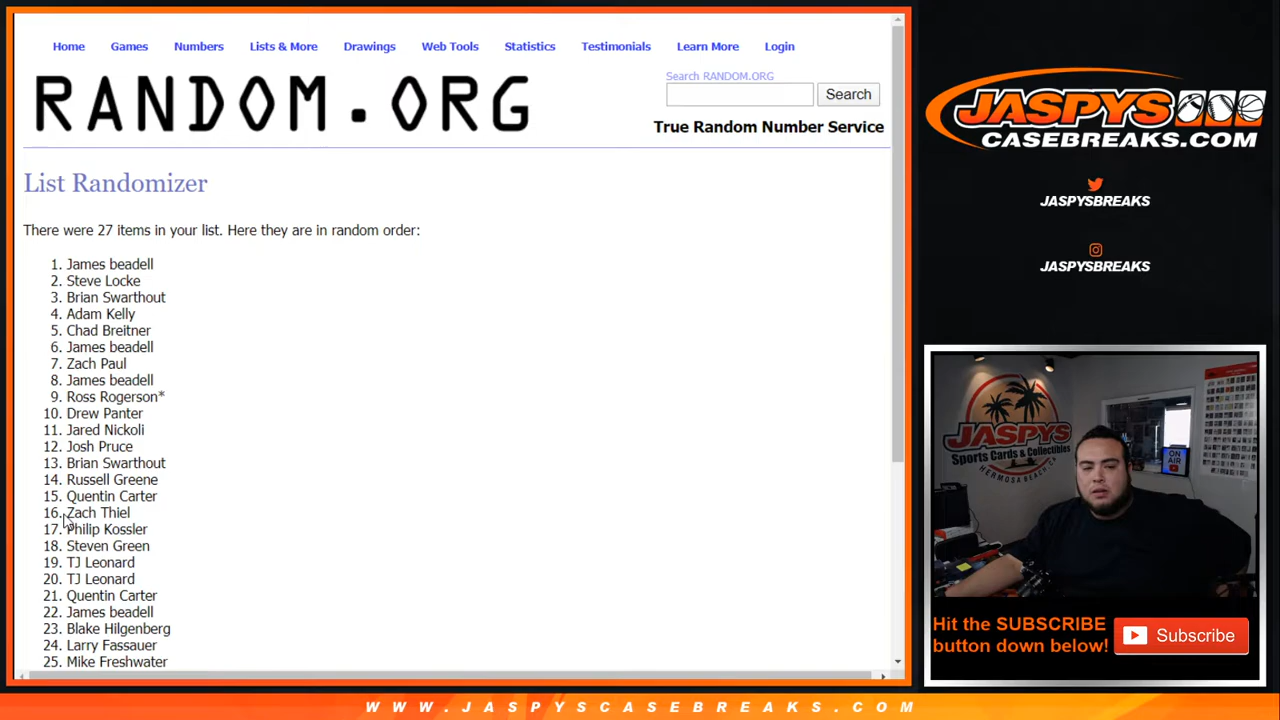 Home Games Numbers Lists & More Drawings Web Tools Statistics Testimonials Learn More Login
RANDOM.ORG
Search RANDOM.ORG
Search
True Random Number Service
List Randomizer
There were 27 items in your list. Here they are in random order:
1. James beadell
2. Steve Locke
3. Brian Swarthout
4. Adam Kelly
5. Chad Breitner
6. James beadell
7. Zach Paul
8. James beadell
9. Ross Rogerson*
10. Drew Panter
11. Jared Nickoli
12. Josh Pruce
13. Brian Swarthout
14. Russell Greene
15. Quentin Carter
16. Zach Thiel
17. Philip Kossler
18. Steven Green
19. TJ Leonard
20. TJ Leonard
21. Quentin Carter
22. James beadell
23. Blake Hilgenberg
24. Larry Fassauer
25. Mike Freshwater
JASPYS
CASEBREAKS.COM
JASPYSBREAKS
JASPYSBREAKS
JASPYS
Sports Cards & Collectibles
HERMOSA BEACH, CA
ON AIR
Hit the SUBSCRIBE
button down below!
Subscribe
WWW.JASPYSCASEBREAKS.COM